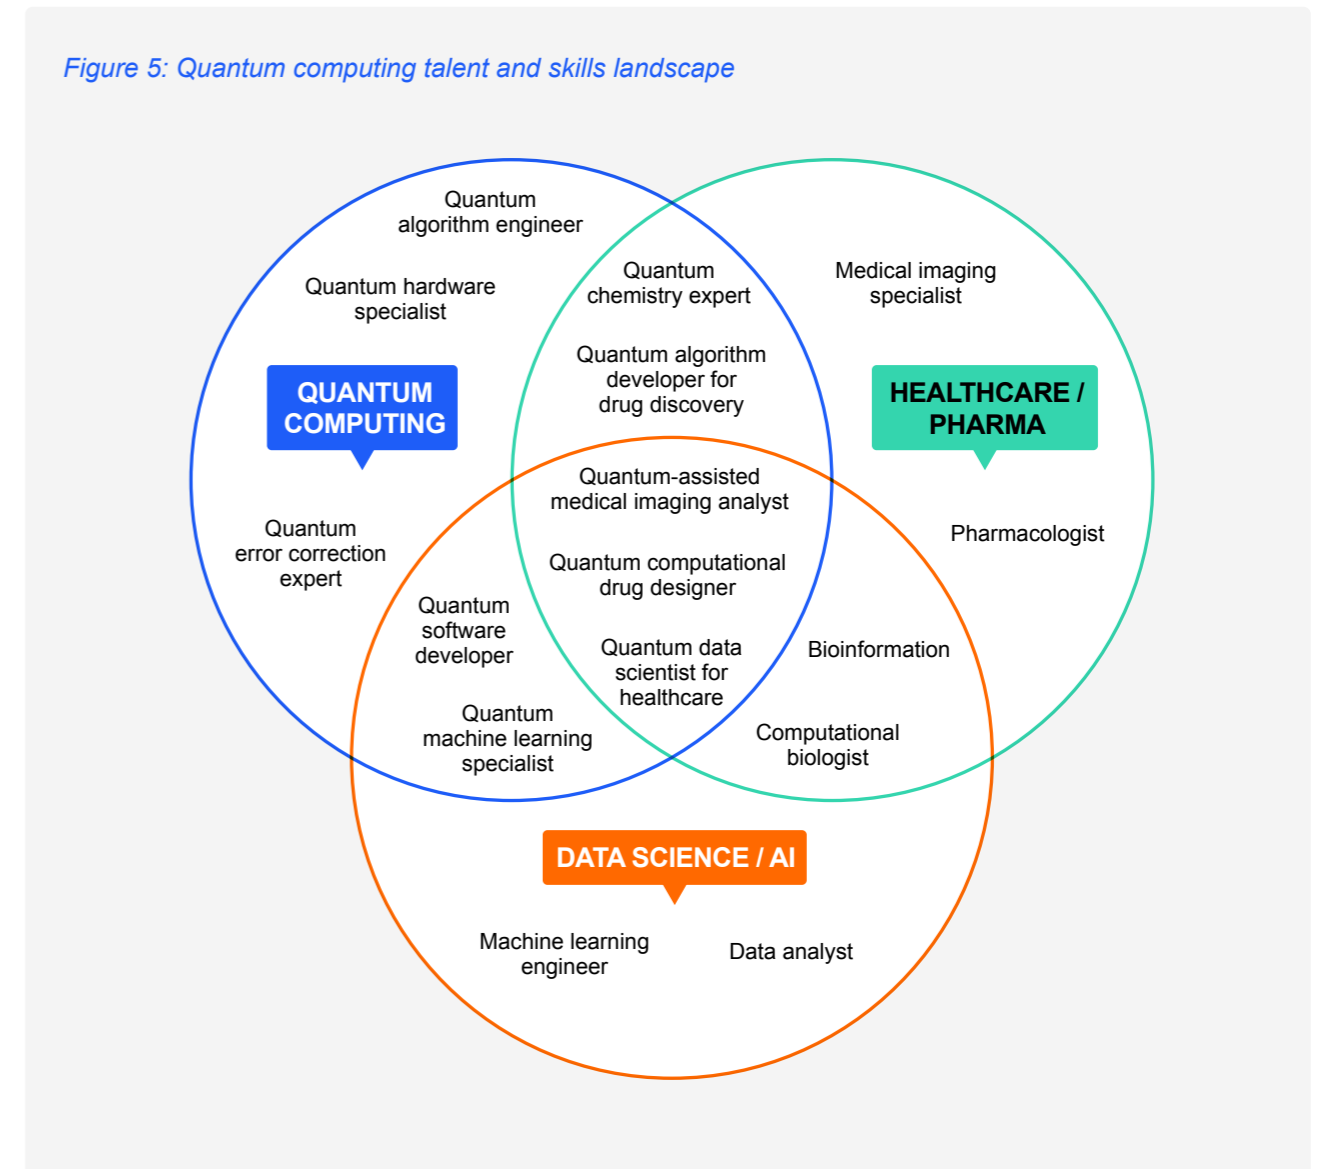 Figure 5: Quantum computing talent and skills landscape
Quantum
algorithm engineer
Quantum hardware
specialist
QUANTUM
COMPUTING
Quantum
error correction
expert
Quantum
chemistry expert
Quantum algorithm
developer for
drug discovery
Medical imaging
specialist
HEALTHCARE /
PHARMA
Pharmacologist
Quantum-assisted
medical imaging analyst
Quantum computational
drug designer
Quantum data
scientist for
healthcare
Quantum
software
developer
Quantum
machine learning
specialist
Bioinformation
Computational
biologist
DATA SCIENCE / AI
Machine learning
engineer
Data analyst